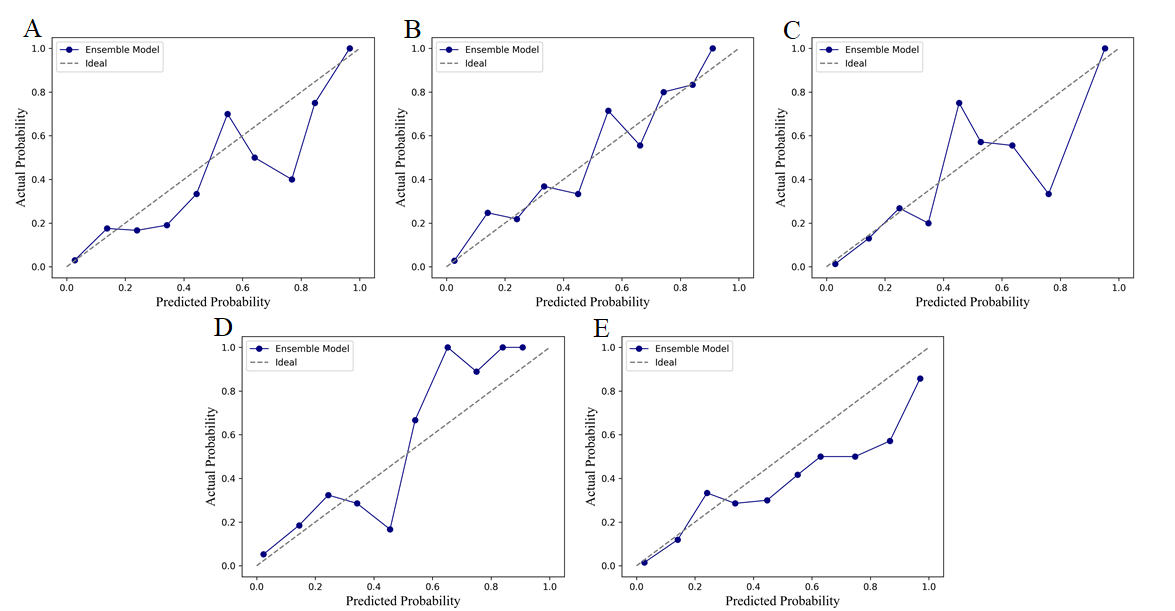 A
Ensemble Model
Ideal
1.0
0.8
0.6
0.4
0.2
0.0
Actual Probability
0.0 0.2 0.4 0.6 0.8 1.0
Predicted Probability
B
Ensemble Model
Ideal
1.0
0.8
0.6
0.4
0.2
0.0
Actual Probability
0.0 0.2 0.4 0.6 0.8 1.0
Predicted Probability
C
Ensemble Model
Ideal
1.0
0.8
0.6
0.4
0.2
0.0
Actual Probability
0.0 0.2 0.4 0.6 0.8 1.0
Predicted Probability
D
Ensemble Model
Ideal
1.0
0.8
0.6
0.4
0.2
0.0
Actual Probability
0.0 0.2 0.4 0.6 0.8 1.0
Predicted Probability
E
Ensemble Model
Ideal
1.0
0.8
0.6
0.4
0.2
0.0
Actual Probability
0.0 0.2 0.4 0.6 0.8 1.0
Predicted Probability